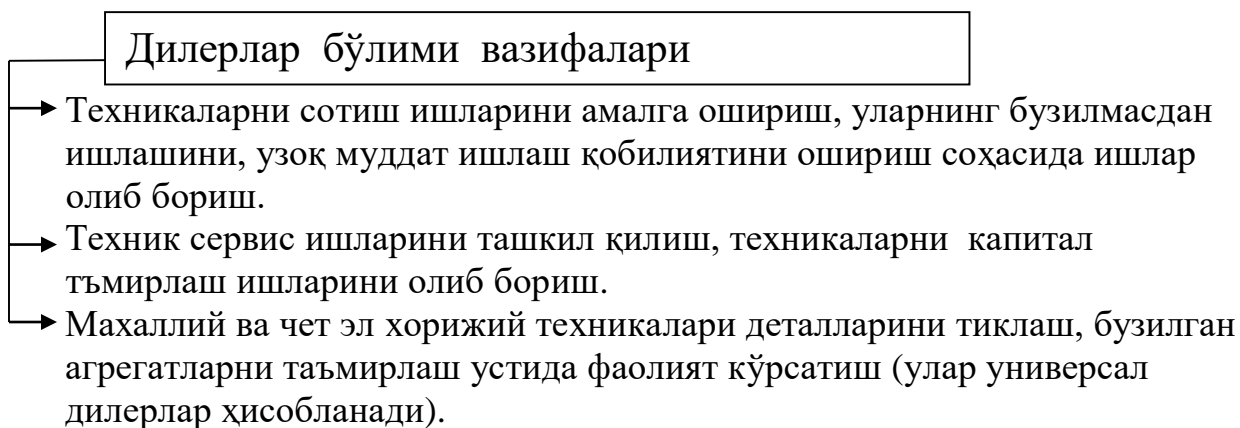 Дилерлар бўлими вазифалари
Техникаларни сотиш ишларини амалга ошириш, уларнинг бузилмасдан
ишлашини, узоқ муддат ишлаш қобилиятини ошириш соҳасида ишлар
олиб бориш.
Техник сервис ишларини ташкил қилиш, техникаларни капитал
тъмирлаш ишларини олиб бориш.
Махаллий ва чет эл хорижий техникалари деталларини тиклаш, бузилган
агрегатларни таъмирлаш устида фаолият кўрсатиш (улар универсал
дилерлар ҳисобланади).